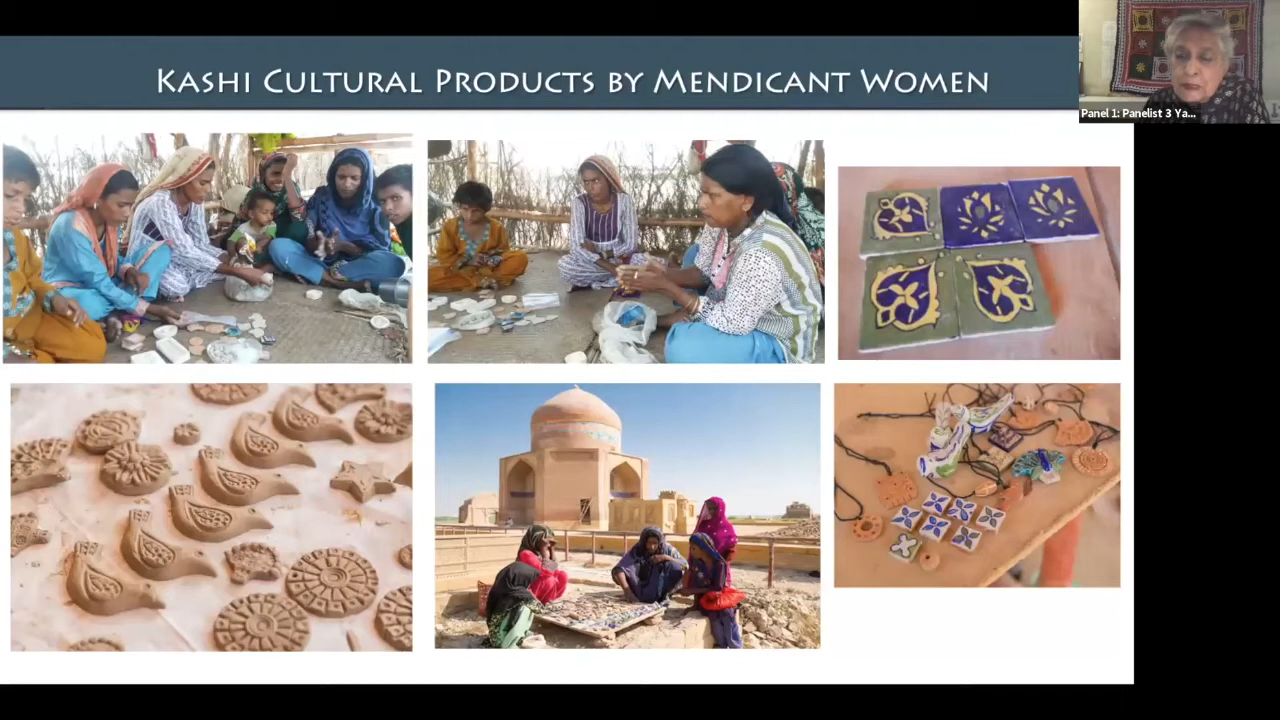 Kashi Cultural Products by Mendicant Women
Panel 1: Panelist 3 Ya...